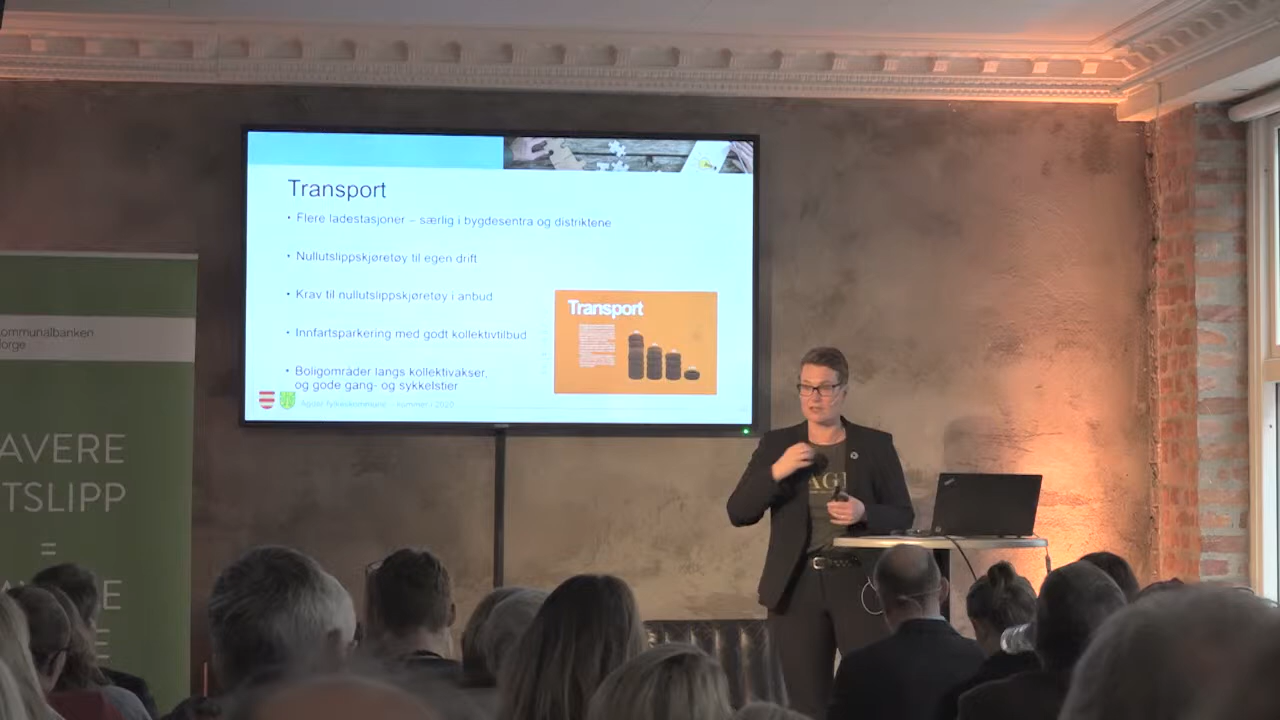 Transport
• Flere ladestasjoner – særlig i bygdesentra og distriktene
• Nullutslippskjøretøy til egen drift
• Krav til nullutslippskjøretøy i anbud
• Innfartsparkering med godt kollektivtilbud
• Boligområder langs kollektivakser,
og gode gang- og sykkelstier
Transport
ommunalbanken
orge
AVERE
TSLIPP
=
E
E
AGE